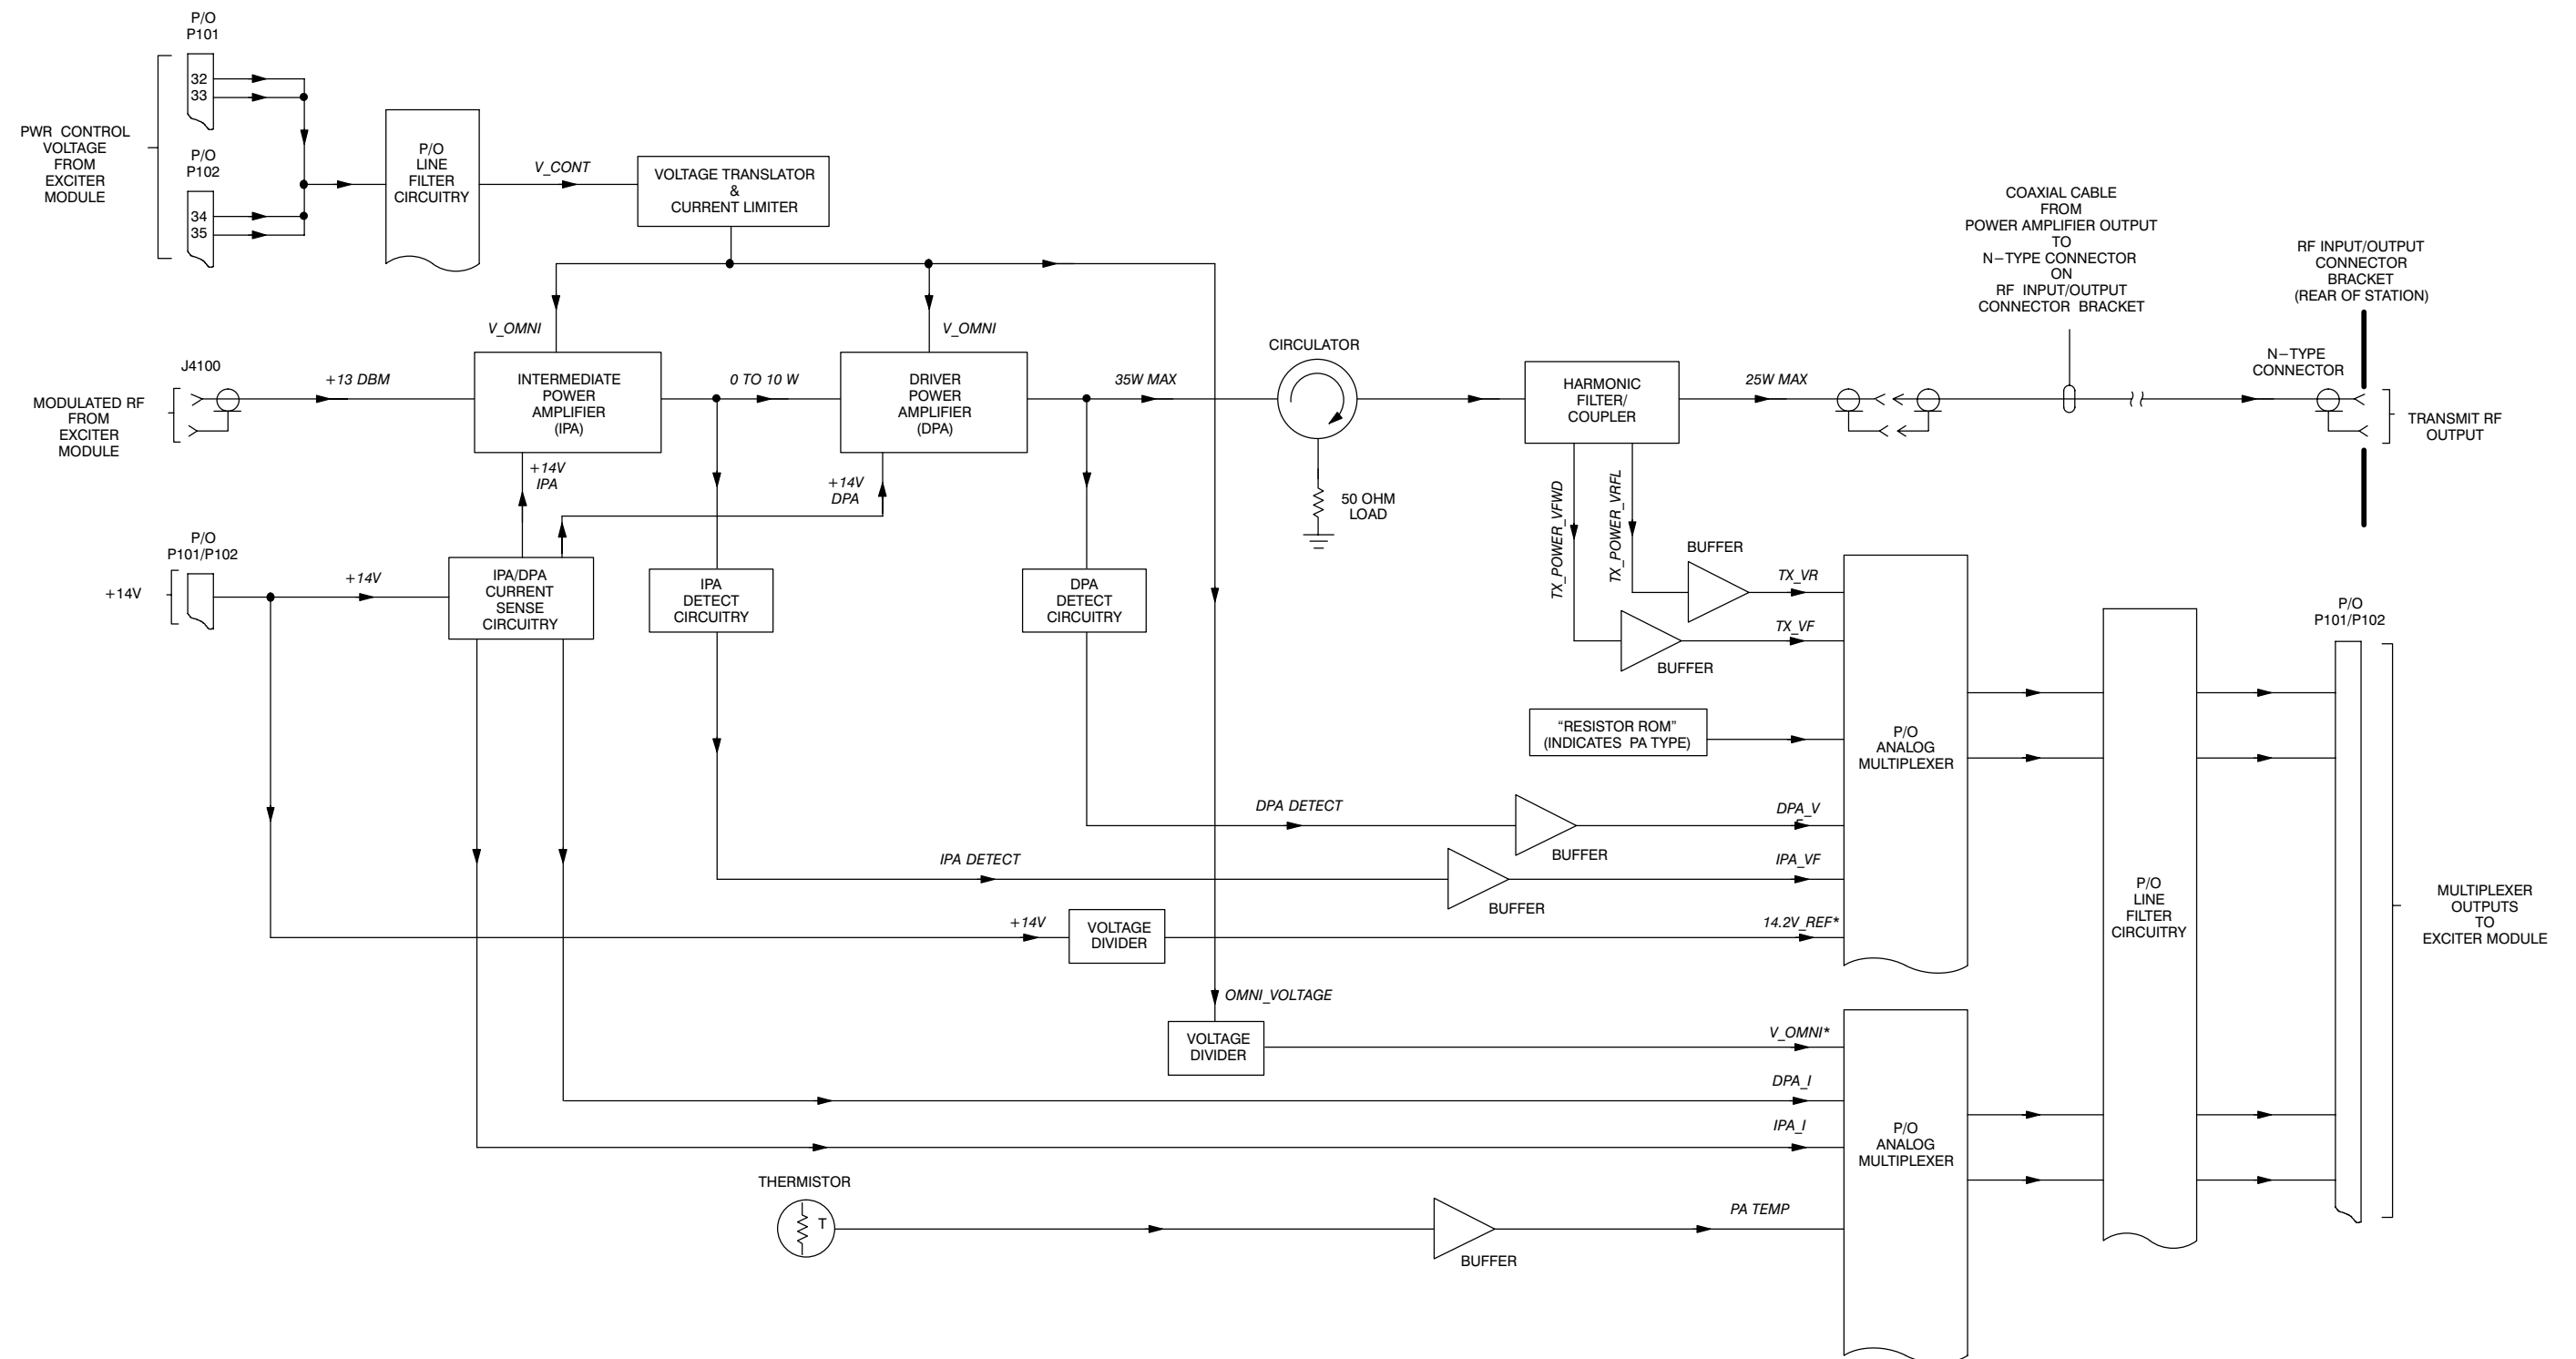 P/O
P101
32
33
PWR CONTROL
VOLTAGE
FROM
EXCITER
MODULE
P/O
P102
34
35
P/O
LINE
FILTER
CIRCUITRY
V_CONT
VOLTAGE TRANSLATOR
&
CURRENT LIMITER
V_OMNI
V_OMNI
J4100
MODULATED RF
FROM
EXCITER
MODULE
+13 DBM
INTERMEDIATE
POWER
AMPLIFIER
(IPA)
0 TO 10 W
DRIVER
POWER
AMPLIFIER
(DPA)
35W MAX
CIRCULATOR
50 OHM
LOAD
HARMONIC
FILTER/
COUPLER
25W MAX
COAXIAL CABLE
FROM
POWER AMPLIFIER OUTPUT
TO
N–TYPE CONNECTOR
ON
RF INPUT/OUTPUT
CONNECTOR BRACKET
RF INPUT/OUTPUT
CONNECTOR
BRACKET
(REAR OF STATION)
N–TYPE
CONNECTOR
TRANSMIT RF
OUTPUT
+14V
IPA
+14V
DPA
P/O
P101/P102
+14V
+14V
IPA/DPA
CURRENT
SENSE
CIRCUITRY
IPA
DETECT
CIRCUITRY
DPA
DETECT
CIRCUITRY
TX_POWER_VFWD
TX_POWER_VRFL
BUFFER
TX_VR
TX_VF
BUFFER
"RESISTOR ROM"
(INDICATES PA TYPE)
P/O
ANALOG
MULTIPLEXER
DPA DETECT
DPA_V
BUFFER
IPA DETECT
IPA_VF
BUFFER
+14V
VOLTAGE
DIVIDER
14.2V_REF*
OMNI_VOLTAGE
VOLTAGE
DIVIDER
V_OMNI*
DPA_I
IPA_I
P/O
ANALOG
MULTIPLEXER
THERMISTOR
T
BUFFER
PA TEMP
P/O
LINE
FILTER
CIRCUITRY
P/O
P101/P102
MULTIPLEXER
OUTPUTS
TO
EXCITER MODULE